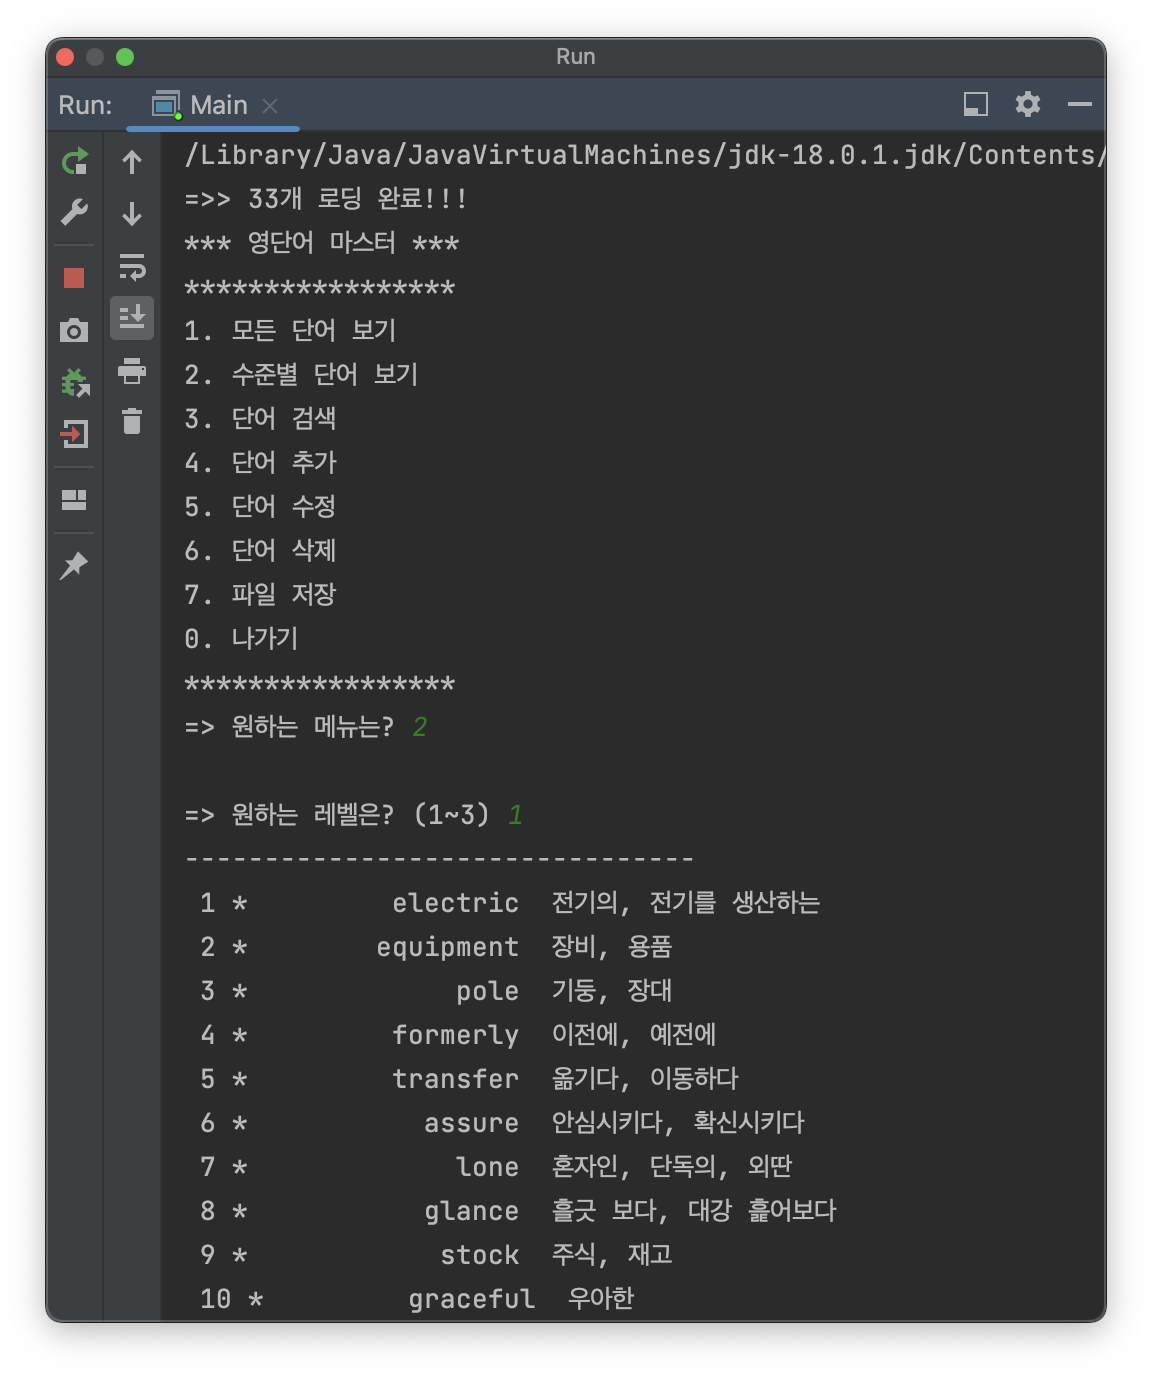 Run
Run: Main
/Library/Java/JavaVirtualMachines/jdk-18.0.1.jdk/Contents/
=>> 33개 로딩 완료!!!
*** 영단어 마스터 ***
*****************
1. 모든 단어 보기
2. 수준별 단어 보기
3. 단어 검색
4. 단어 추가
5. 단어 수정
6. 단어 삭제
7. 파일 저장
0. 나가기
*****************
=> 원하는 메뉴는? 2
=> 원하는 레벨은? (1~3) 1
--------------------------------
1 * electric 전기의, 전기를 생산하는
2 * equipment 장비, 용품
3 * pole 기둥, 장대
4 * formerly 이전에, 예전에
5 * transfer 옮기다, 이동하다
6 * assure 안심시키다, 확신시키다
7 * lone 혼자인, 단독의, 외딴
8 * glance 흘긋 보다, 대강 훑어보다
9 * stock 주식, 재고
10 * graceful 우아한